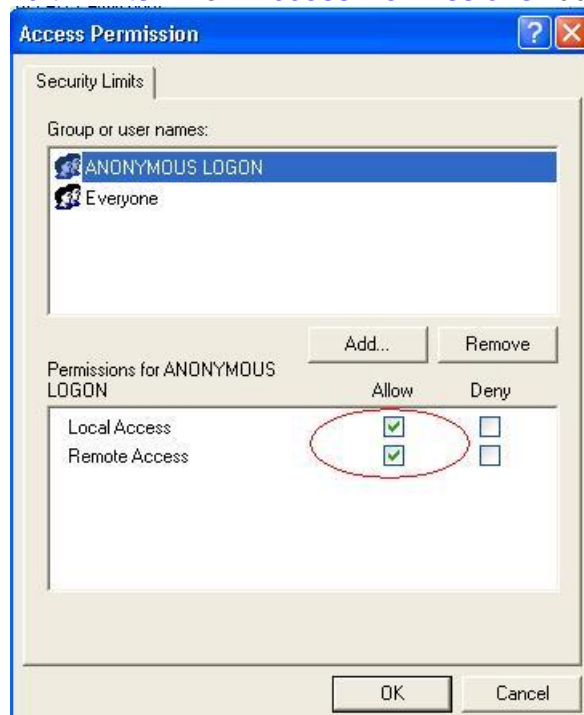 Access Permission
Security Limits
Group or user names:
ANONYMOUS LOGON
Everyone
Add...
Remove
Permissions for ANONYMOUS
LOGON
Allow
Deny
Local Access
Remote Access
OK
Cancel